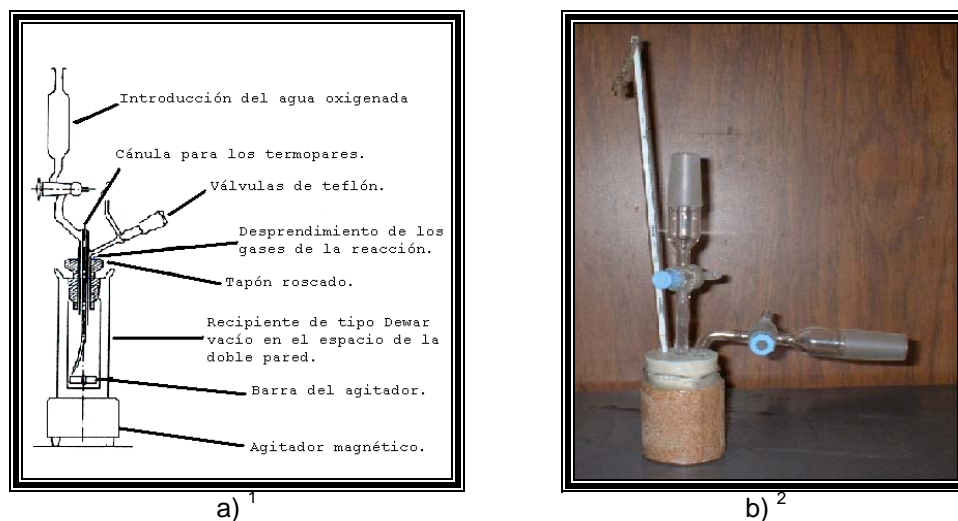 Introducción del agua oxigenada
Cánula para los termopares.
Válvulas de teflón.
Desprendimiento de los
gases de la reacción.
Tapón roscado.
Recipiente de tipo Dewar
vacío en el espacio de la
doble pared.
Barra del agitador.
Agitador magnético.
a) 1
b) 2